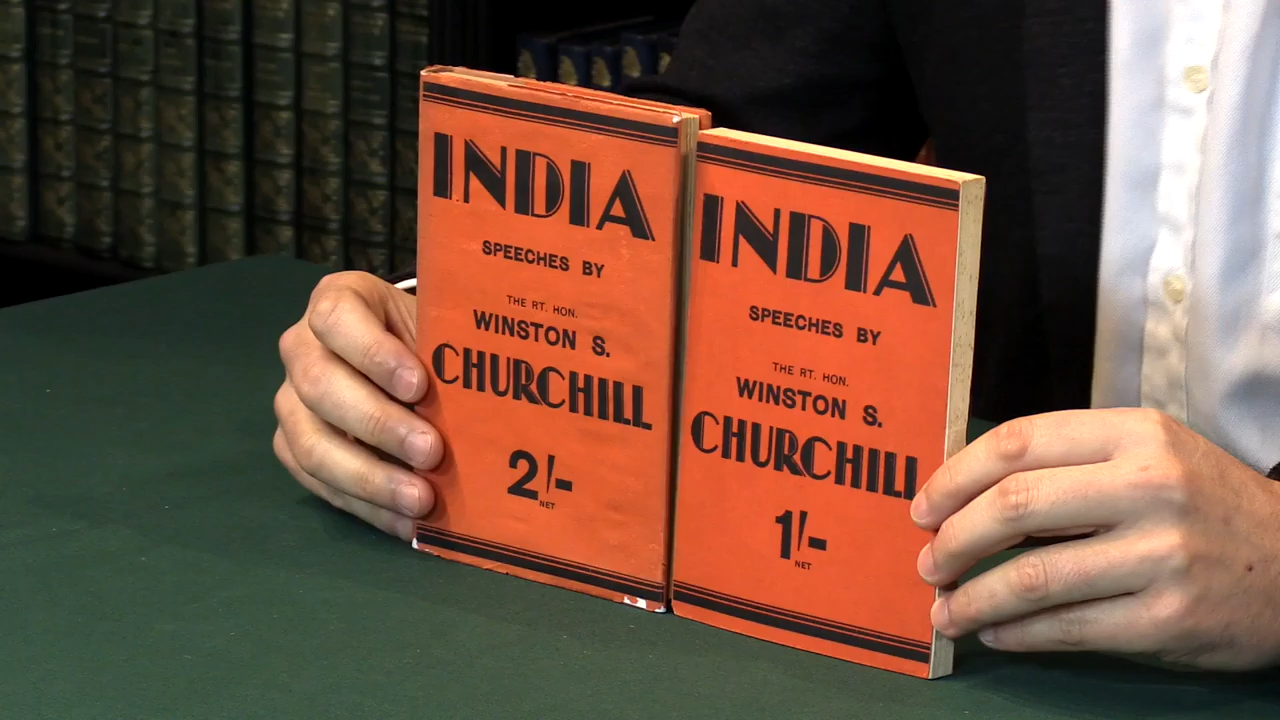 INDIA
SPEECHES BY
THE RT. HON.
WINSTON S.
CHURCHILL
2/-
NET
INDIA
SPEECHES BY
THE RT. HON.
WINSTON S.
CHURCHILL
1/-
NET